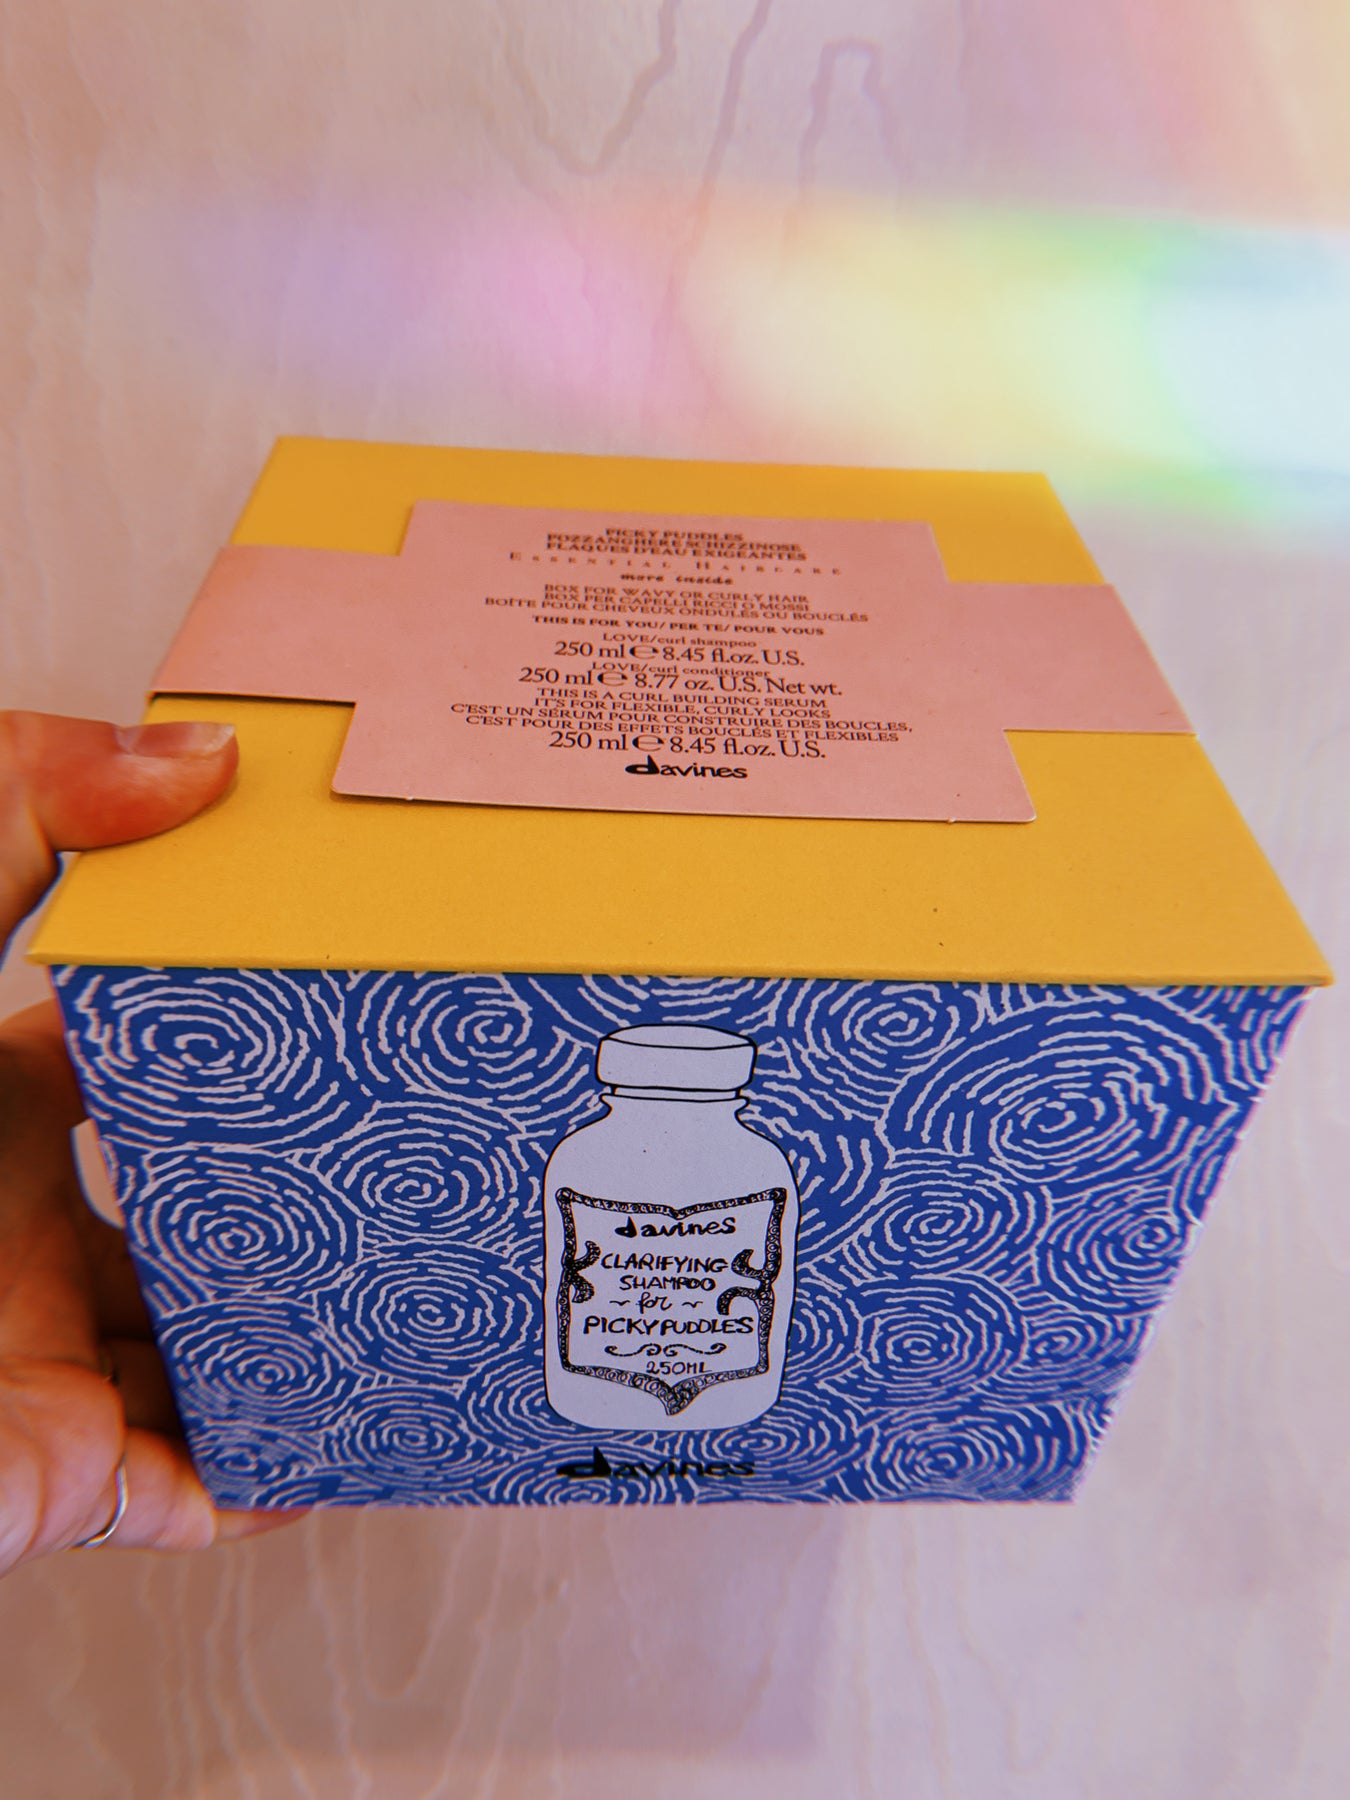 PICKY PUDDLES
POZZANGHERE SCHIZZINOSE
FLAQUES D'EAU EXIGEANTES
ESSENTIAL HAIRCARE
more inside
BOX FOR WAVY OR CURLY HAIR
BOX PER CAPELLI RICCI O MOSSI
BOÎTE POUR CHEVEUX ONDULÉS OU BOUCLÉS
THIS IS FOR YOU/ PER TE/ POUR VOUS
LOVE/curl shampoo
250 ml ℮ 8.45 fl.oz. U.S.
LOVE/curl conditioner
250 ml ℮ 8.77 oz. U.S. Net wt.
THIS IS A CURL BUILDING SERUM
IT'S FOR FLEXIBLE, CURLY LOOKS
C'EST UN SÉRUM POUR CONSTRUIRE DES BOUCLES,
C'EST POUR DES EFFETS BOUCLÉS ET FLEXIBLES
250 ml ℮ 8.45 fl.oz. U.S.
davines
davines
CLARIFYING
SHAMPOO
~ for ~
PICKY PUDDLES
250ML
davines